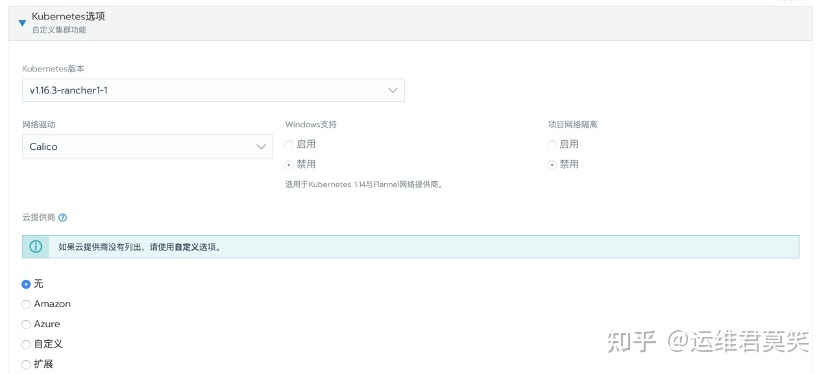 Kubernetes选项
自定义集群功能
Kubernetes版本
v1.16.3-rancher1-1
网络驱动
Windows支持
项目网络隔离
Calico
启用
启用
禁用
禁用
适用于Kubernetes 1.14与Flannel网络提供商。
云提供商
如果云提供商没有列出，请使用自定义选项。
无
Amazon
Azure
自定义
扩展
知乎 @运维君莫笑